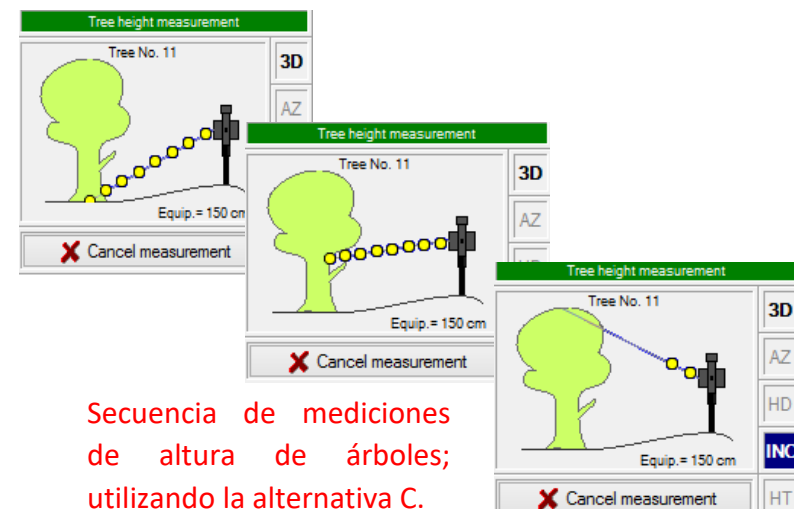 Tree height measurement
Tree No. 11
3D
AZ
Equip.= 150 cm
Cancel measurement
Tree height measurement
Tree No. 11
3D
AZ
Equip.= 150 cm
Cancel measurement
Tree height measurement
Tree No. 11
3D
AZ
HD
INC
Equip.= 150 cm
HT
Cancel measurement
Secuencia de mediciones
de altura de árboles;
utilizando la alternativa C.